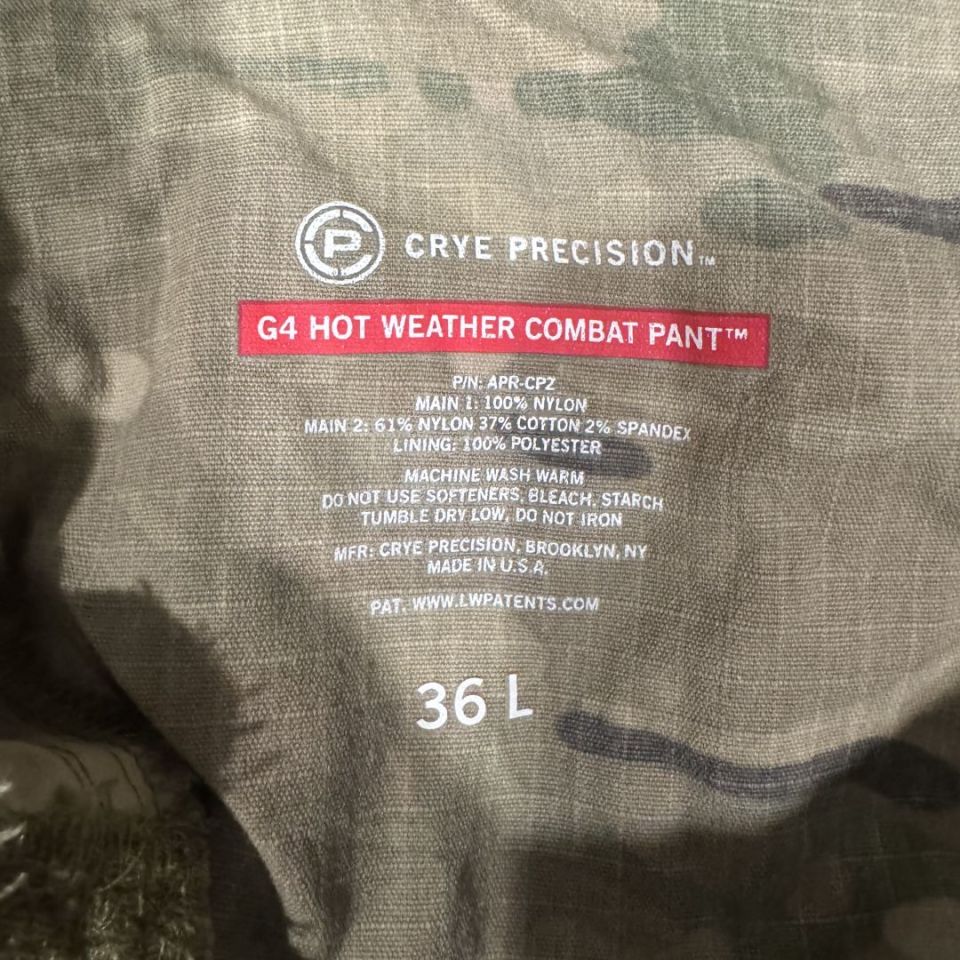 P CRYE PRECISION™
G4 HOT WEATHER COMBAT PANT™
P/N: APR-CPZ
MAIN 1: 100% NYLON
MAIN 2: 61% NYLON 37% COTTON 2% SPANDEX
LINING: 100% POLYESTER
MACHINE WASH WARM
DO NOT USE SOFTENERS, BLEACH, STARCH
TUMBLE DRY LOW, DO NOT IRON
MFR: CRYE PRECISION, BROOKLYN, NY
MADE IN U.S.A.
PAT. WWW.LWPATENTS.COM
36 L